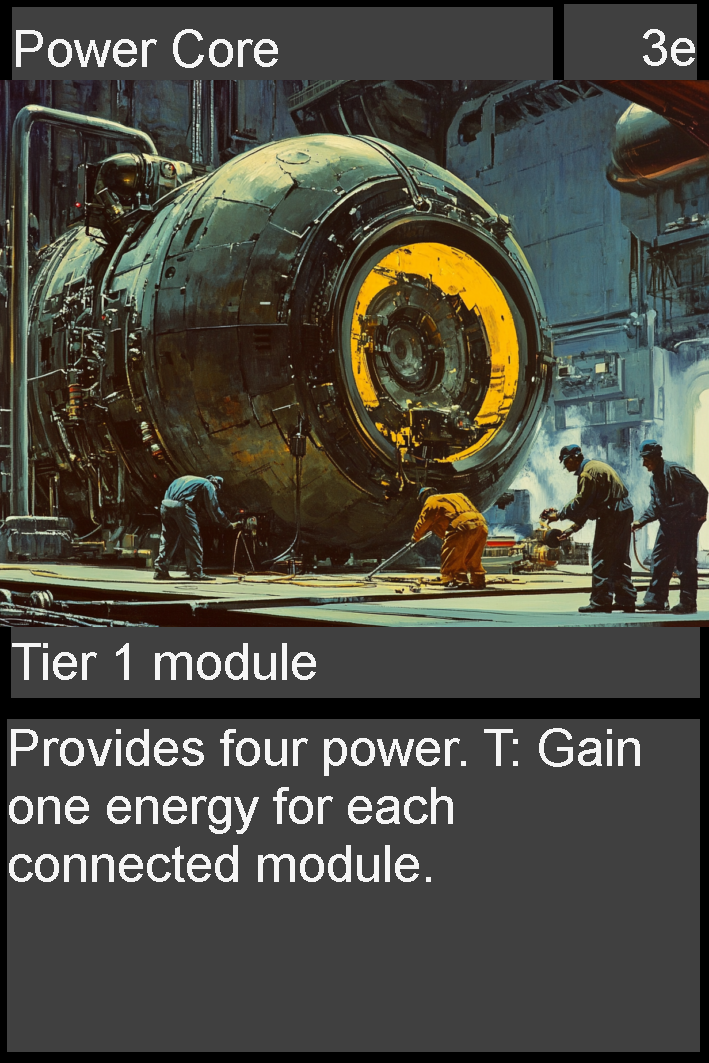 Power Core
3e
Tier 1 module
Provides four power. T: Gain
one energy for each
connected module.